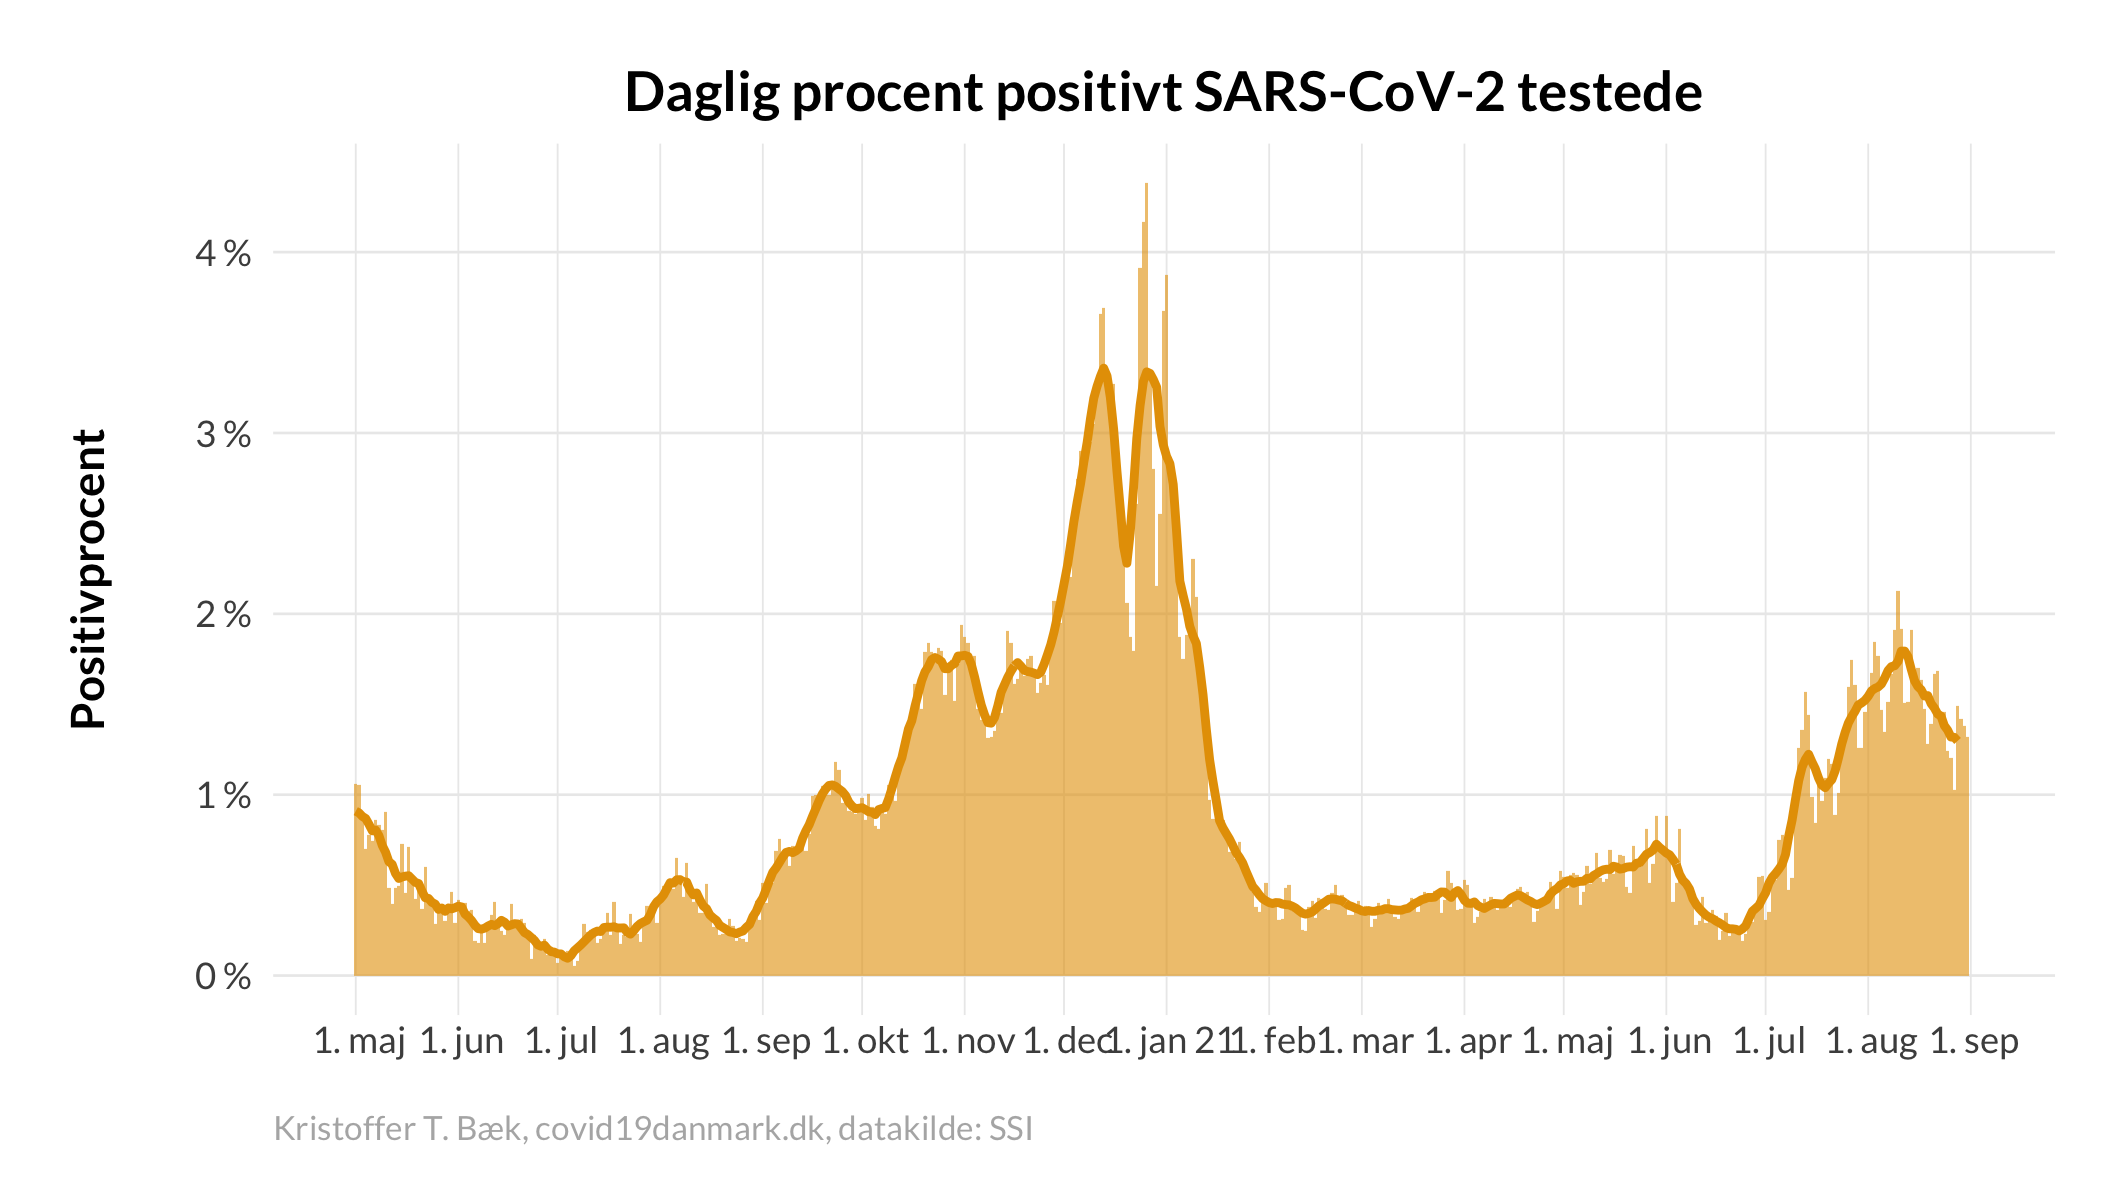 Daglig procent positivt SARS-CoV-2 testede
Positivprocent
4 %
3 %
2 %
1 %
0 %
1. maj 1. jun 1. jul 1. aug 1. sep 1. okt 1. nov 1. dec 1. jan 21 1. feb 1. mar 1. apr 1. maj 1. jun 1. jul 1. aug 1. sep
Kristoffer T. Bæk, covid19danmark.dk, datakilde: SSI